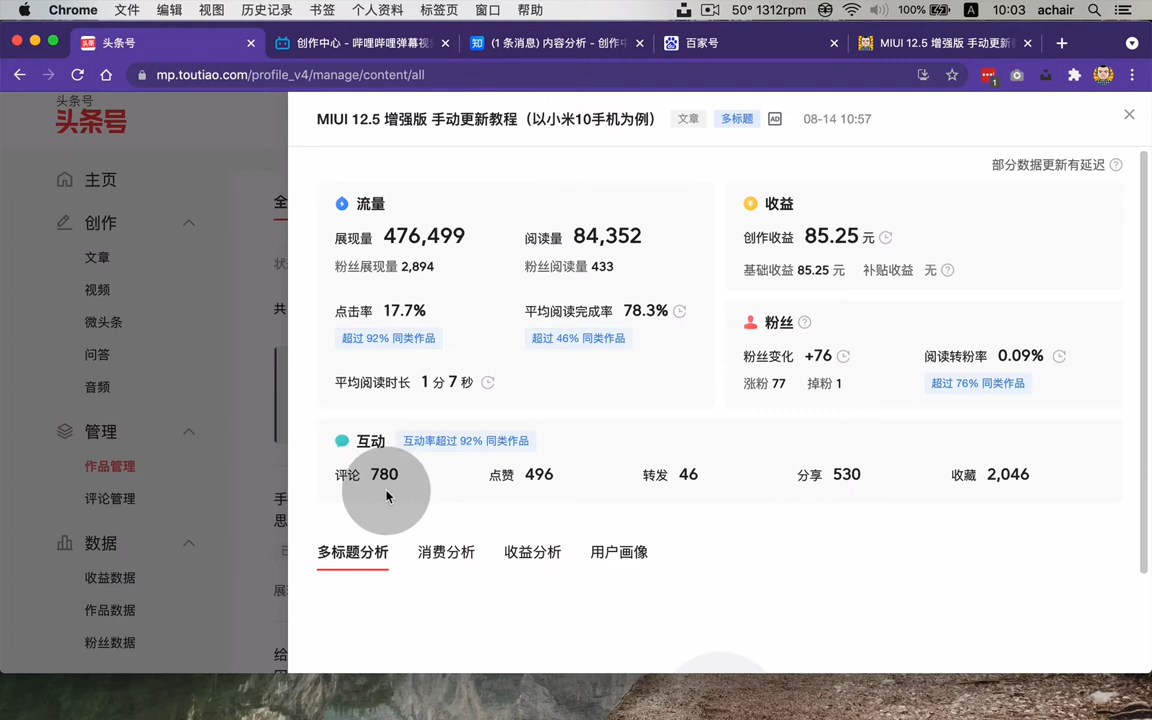 Chrome 文件 编辑 视图 历史记录 书签 个人资料 标签页 窗口 帮助 50° 1312rpm 100% A 10:03 achair
头条 头条号 创作中心 - 哔哩哔哩弹幕视 知 (1 条消息) 内容分析 - 创作中 百家号 MIUI 12.5 增强版 手动更新
mp.toutiao.com/profile_v4/manage/content/all 1
头条号
头条号
主页
创作
文章
视频
微头条
问答
音频
管理
作品管理
评论管理
数据
收益数据
作品数据
粉丝数据
全
状
共
手
思
已
展
给
MIUI 12.5 增强版 手动更新教程（以小米10手机为例） 文章 多标题 AD 08-14 10:57
部分数据更新有延迟 ?
流量
展现量 476,499 阅读量 84,352
粉丝展现量 2,894 粉丝阅读量 433
点击率 17.7% 平均阅读完成率 78.3%
超过 92% 同类作品 超过 46% 同类作品
平均阅读时长 1 分 7 秒
¥ 收益
创作收益 85.25 元
基础收益 85.25 元 补贴收益 无 ?
粉丝 ?
粉丝变化 +76 阅读转粉率 0.09%
涨粉 77 掉粉 1 超过 76% 同类作品
互动 互动率超过 92% 同类作品
评论 780 点赞 496 转发 46 分享 530 收藏 2,046
多标题分析 消费分析 收益分析 用户画像